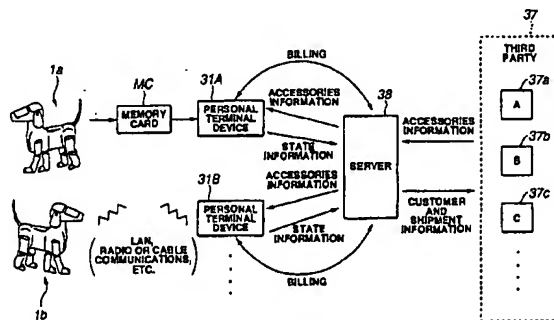 37
THIRD
PARTY
1a
MC
31A
BILLING
ACCESSORIES
INFORMATION
38
37a
A
MEMORY
CARD
PERSONAL
TERMINAL
DEVICE
ACCESSORIES
INFORMATION
37b
B
STATE
INFORMATION
SERVER
31B
ACCESSORIES
INFORMATION
PERSONAL
TERMINAL
DEVICE
CUSTOMER
AND
SHIPMENT
INFORMATION
37c
C
LAN,
RADIO OR CABLE
COMMUNICATIONS,
ETC.
STATE
INFORMATION
1b
BILLING